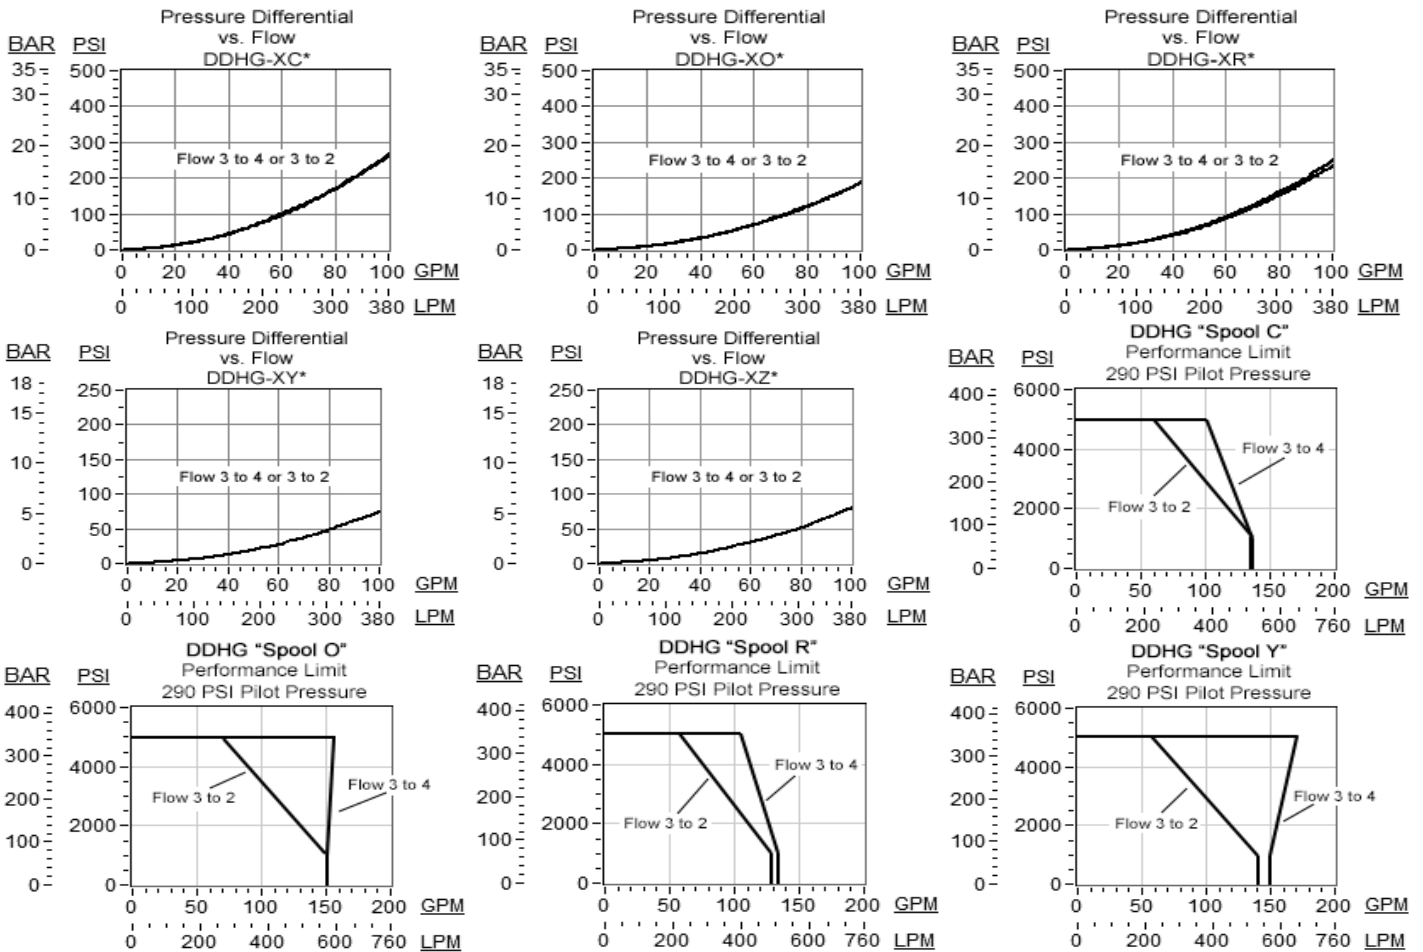 Pressure Differential
vs. Flow
DDHG-XC*
BAR PSI
35 500
30
400
300
20
200
10
100
0 0
Flow 3 to 4 or 3 to 2
0 20 40 60 80 100 GPM
0 100 200 300 380 LPM
Pressure Differential
vs. Flow
DDHG-XO*
BAR PSI
35 500
30
400
300
20
200
10
100
0 0
Flow 3 to 4 or 3 to 2
0 20 40 60 80 100 GPM
0 100 200 300 380 LPM
Pressure Differential
vs. Flow
DDHG-XR*
BAR PSI
35 500
30
400
300
20
200
10
100
0 0
Flow 3 to 4 or 3 to 2
0 20 40 60 80 100 GPM
0 100 200 300 380 LPM
Pressure Differential
vs. Flow
DDHG-XY*
BAR PSI
18 250
15 200
150
10
100
5 50
0 0
Flow 3 to 4 or 3 to 2
0 20 40 60 80 100 GPM
0 100 200 300 380 LPM
Pressure Differential
vs. Flow
DDHG-XZ*
BAR PSI
18 250
15 200
150
10
100
5 50
0 0
Flow 3 to 4 or 3 to 2
0 20 40 60 80 100 GPM
0 100 200 300 380 LPM
DDHG "Spool C"
Performance Limit
290 PSI Pilot Pressure
BAR PSI
400 6000
300
4000
200
2000
100
0 0
Flow 3 to 4
Flow 3 to 2
0 50 100 150 200 GPM
0 200 400 600 760 LPM
DDHG "Spool O"
Performance Limit
290 PSI Pilot Pressure
BAR PSI
400 6000
300
4000
200
2000
100
0 0
Flow 3 to 2
Flow 3 to 4
0 50 100 150 200 GPM
0 200 400 600 760 LPM
DDHG "Spool R"
Performance Limit
290 PSI Pilot Pressure
BAR PSI
400 6000
300
4000
200
2000
100
0 0
Flow 3 to 4
Flow 3 to 2
0 50 100 150 200 GPM
0 200 400 600 760 LPM
DDHG "Spool Y"
Performance Limit
290 PSI Pilot Pressure
BAR PSI
400 6000
300
4000
200
2000
100
0 0
Flow 3 to 4
Flow 3 to 2
0 50 100 150 200 GPM
0 200 400 600 760 LPM